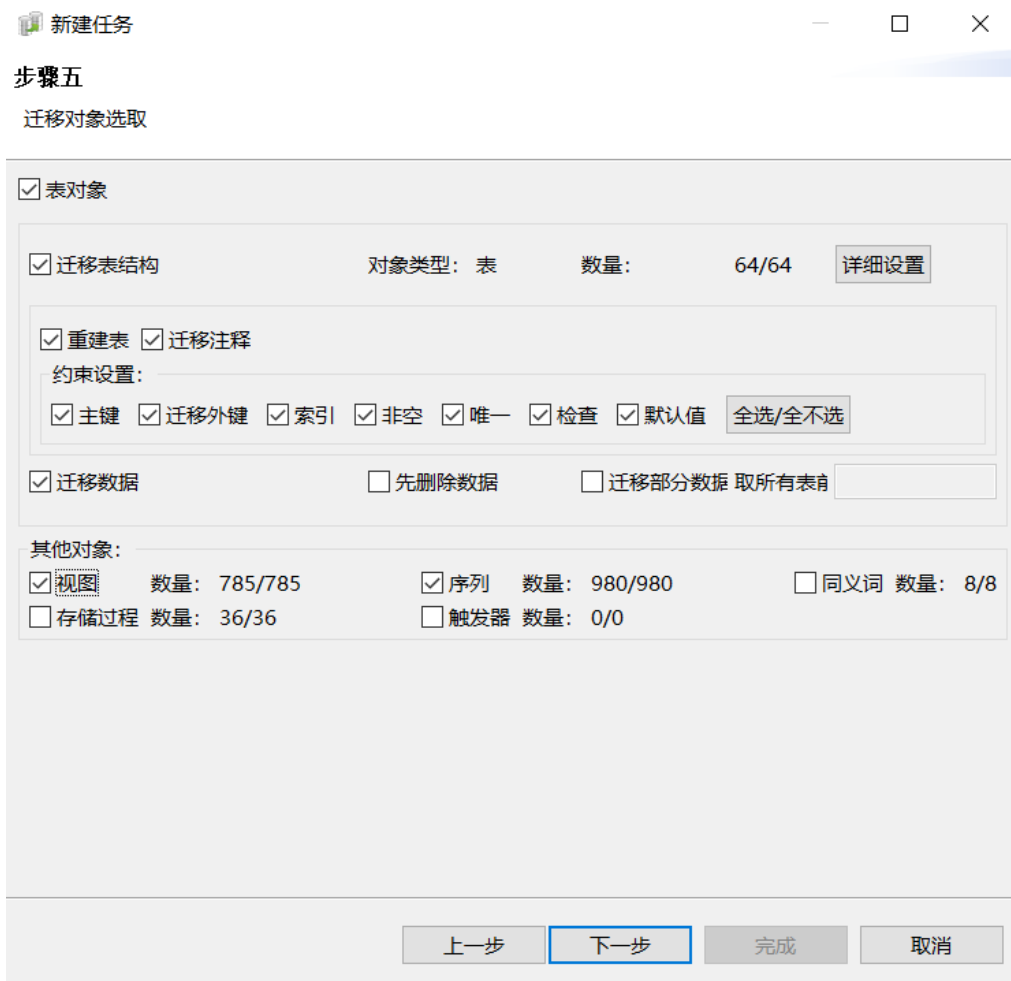 新建任务
步骤五
迁移对象选取
表对象
迁移表结构 对象类型: 表 数量: 64/64 详细设置
重建表 迁移注释
约束设置:
主键 迁移外键 索引 非空 唯一 检查 默认值 全选/全不选
迁移数据 先删除数据 迁移部分数据 取所有表前
其他对象:
视图 数量: 785/785 序列 数量: 980/980 同义词 数量: 8/8
存储过程 数量: 36/36 触发器 数量: 0/0
上一步 下一步 完成 取消